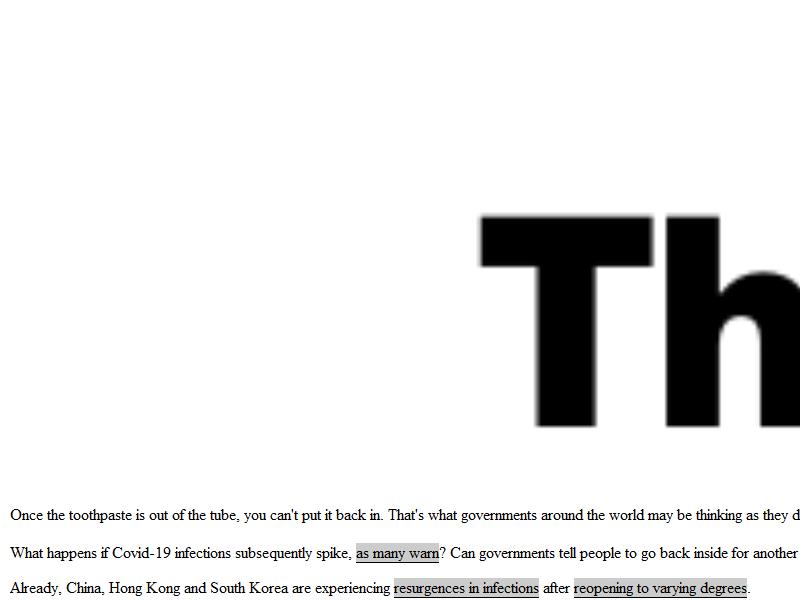 Th
Once the toothpaste is out of the tube, you can't put it back in. That's what governments around the world may be thinking as they d
What happens if Covid-19 infections subsequently spike, as many warn? Can governments tell people to go back inside for another
Already, China, Hong Kong and South Korea are experiencing resurgences in infections after reopening to varying degrees.